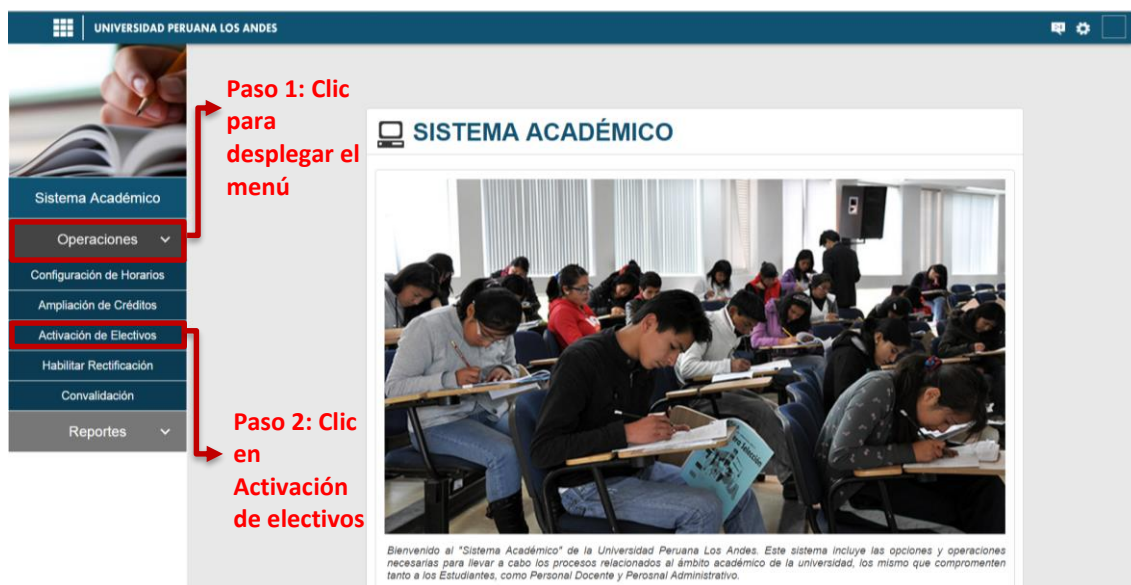 UNIVERSIDAD PERUANA LOS ANDES
Sistema Académico
Operaciones
Configuración de Horarios
Ampliación de Créditos
Activación de Electivos
Habilitar Rectificación
Convalidación
Reportes
Paso 1: Clic
para
desplegar el
menú
Paso 2: Clic
en
Activación
de electivos
SISTEMA ACADÉMICO
Selección
Bienvenido al "Sistema Académico" de la Universidad Peruana Los Andes. Este sistema incluye las opciones y operaciones
necesarias para llevar a cabo los procesos relacionados al ámbito académico de la universidad, los mismo que comprometen
tanto a los Estudiantes, como Personal Docente y Perosnal Administrativo.